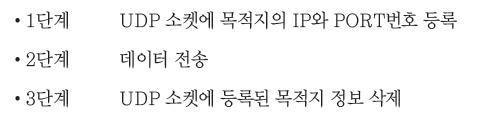 • 1단계 UDP 소켓에 목적지의 IP와 PORT번호 등록
• 2단계 데이터 전송
• 3단계 UDP 소켓에 등록된 목적지 정보 삭제